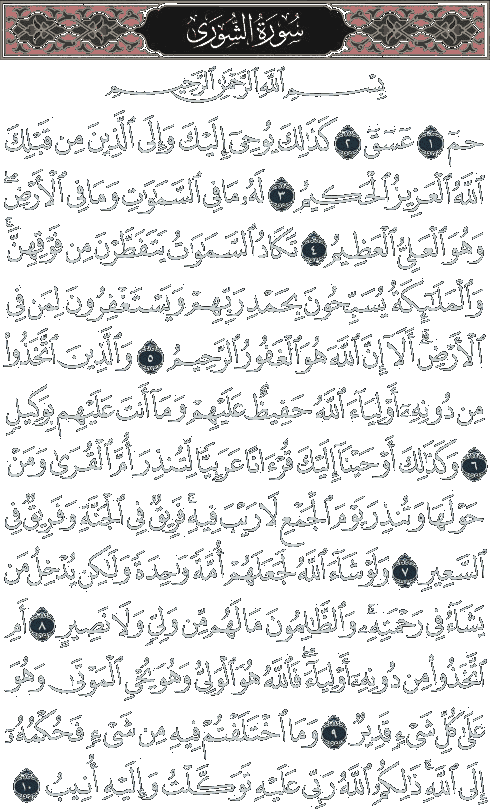 سُورَةُ الشُّورَىٰ
بِسْمِ ٱللَّهِ ٱلرَّحْمَٰنِ ٱلرَّحِيمِ
حمٓ ١ عٓسٓقٓ ٢ كَذَٰلِكَ يُوحِىٓ إِلَيْكَ وَإِلَى ٱلَّذِينَ مِن قَبْلِكَ
ٱللَّهُ ٱلْعَزِيزُ ٱلْحَكِيمُ ٣ لَهُۥ مَا فِى ٱلسَّمَٰوَٰتِ وَمَا فِى ٱلْأَرْضِۖ
وَهُوَ ٱلْعَلِىُّ ٱلْعَظِيمُ ٤ تَكَادُ ٱلسَّمَٰوَٰتُ يَتَفَطَّرْنَ مِن فَوْقِهِنَّۚ
وَٱلْمَلَٰٓئِكَةُ يُسَبِّحُونَ بِحَمْدِ رَبِّهِمْ وَيَسْتَغْفِرُونَ لِمَن فِى
ٱلْأَرْضِۗ أَلَآ إِنَّ ٱللَّهَ هُوَ ٱلْغَفُورُ ٱلرَّحِيمُ ٥ وَٱلَّذِينَ ٱتَّخَذُوا۟
مِن دُونِهِۦٓ أَوْلِيَآءَ ٱللَّهُ حَفِيظٌ عَلَيْهِمْ وَمَآ أَنتَ عَلَيْهِم بِوَكِيلٍ
٦ وَكَذَٰلِكَ أَوْحَيْنَآ إِلَيْكَ قُرْءَانًا عَرَبِيًّا لِّتُنذِرَ أُمَّ ٱلْقُرَىٰ وَمَنْ
حَوْلَهَا وَتُنذِرَ يَوْمَ ٱلْجَمْعِ لَا رَيْبَ فِيهِۚ فَرِيقٌ فِى ٱلْجَنَّةِ وَفَرِيقٌ فِى
ٱلسَّعِيرِ ٧ وَلَوْ شَآءَ ٱللَّهُ لَجَعَلَهُمْ أُمَّةً وَٰحِدَةً وَلَٰكِن يُدْخِلُ مَن
يَشَآءُ فِى رَحْمَتِهِۦۚ وَٱلظَّٰلِمُونَ مَا لَهُم مِّن وَلِىٍّ وَلَا نَصِيرٍ ٨ أَمِ
ٱتَّخَذُوا۟ مِن دُونِهِۦٓ أَوْلِيَآءَۖ فَٱللَّهُ هُوَ ٱلْوَلِىُّ وَهُوَ يُحْىِ ٱلْمَوْتَىٰ وَهُوَ
عَلَىٰ كُلِّ شَىْءٍ قَدِيرٌ ٩ وَمَا ٱخْتَلَفْتُمْ فِيهِ مِن شَىْءٍ فَحُكْمُهُۥٓ
إِلَى ٱللَّهِۚ ذَٰلِكُمُ ٱللَّهُ رَبِّى عَلَيْهِ تَوَكَّلْتُ وَإِلَيْهِ أُنِيبُ ١٠